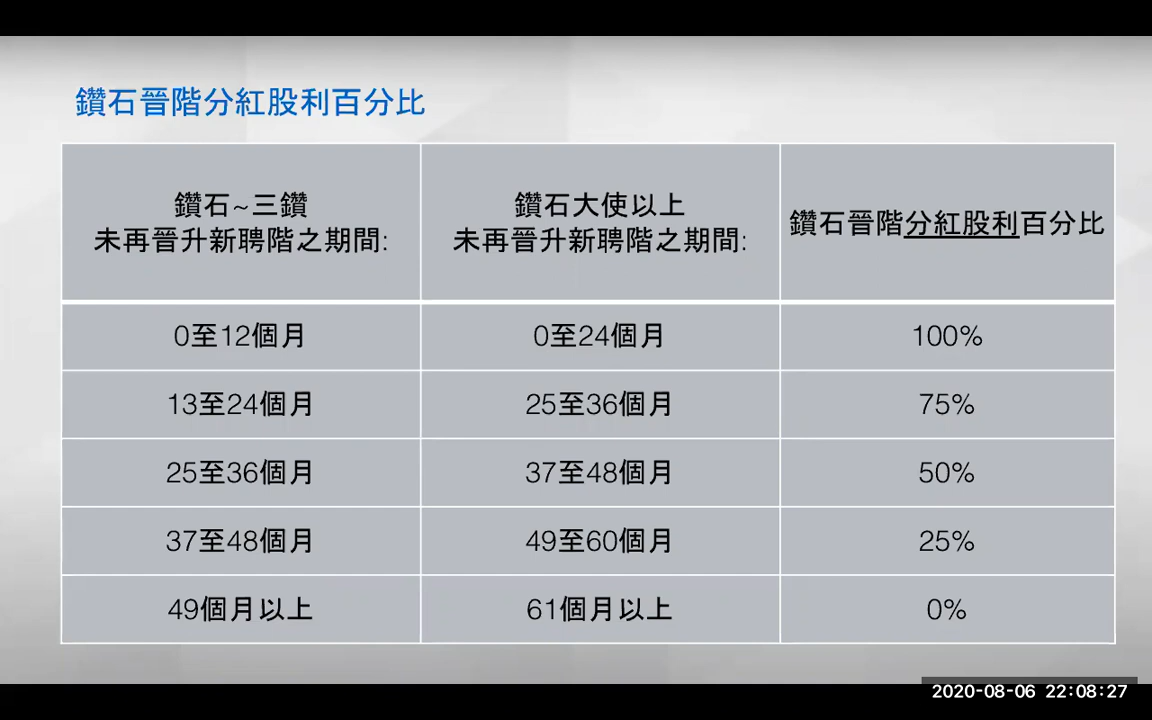 鑽石晉階分紅股利百分比
鑽石~三鑽
未再晉升新聘階之期間:
鑽石大使以上
未再晉升新聘階之期間:
鑽石晉階分紅股利百分比
0至12個月
0至24個月
100%
13至24個月
25至36個月
75%
25至36個月
37至48個月
50%
37至48個月
49至60個月
25%
49個月以上
61個月以上
0%
2020-08-06 22:08:27